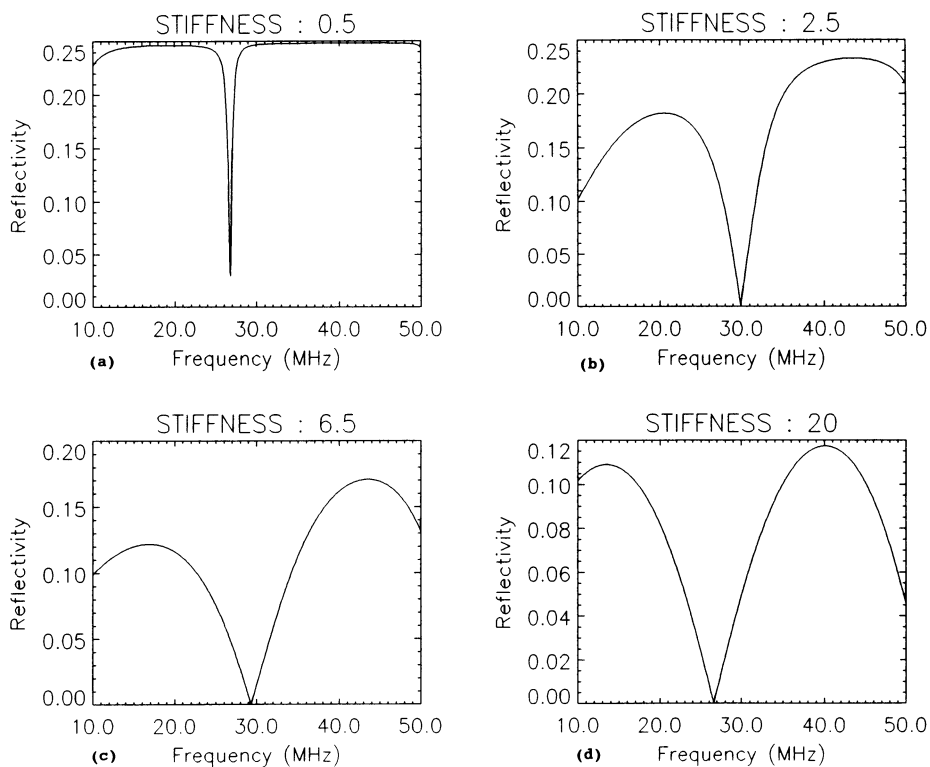 STIFFNESS : 0.5
0.25
0.20
0.15
0.10
0.05
0.00
Reflectivity
10.0 20.0 30.0 40.0 50.0
(a) Frequency (MHz)
STIFFNESS : 2.5
0.25
0.20
0.15
0.10
0.05
0.00
Reflectivity
10.0 20.0 30.0 40.0 50.0
(b) Frequency (MHz)
STIFFNESS : 6.5
0.20
0.15
0.10
0.05
0.00
Reflectivity
10.0 20.0 30.0 40.0 50.0
(c) Frequency (MHz)
STIFFNESS : 20
0.12
0.10
0.08
0.06
0.04
0.02
0.00
Reflectivity
10.0 20.0 30.0 40.0 50.0
(d) Frequency (MHz)